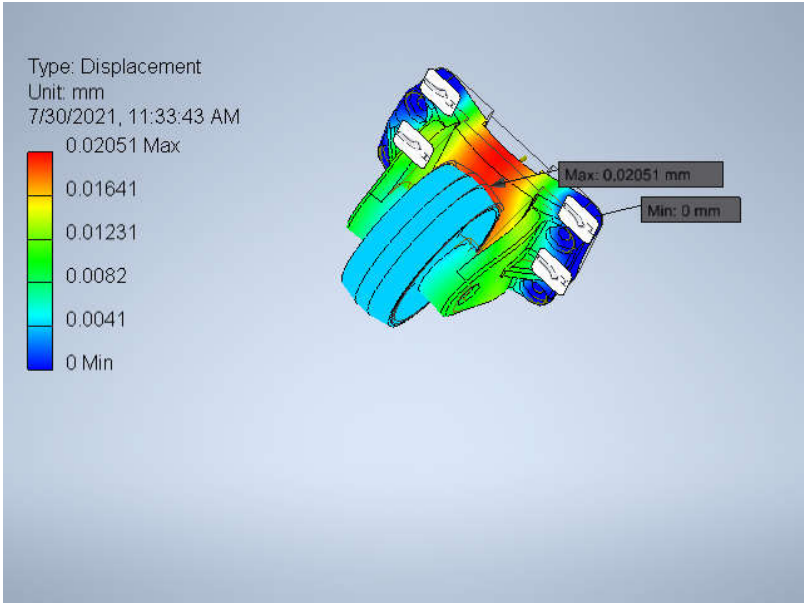 Type: Displacement
Unit: mm
7/30/2021, 11:33:43 AM
0.02051 Max
0.01641
0.01231
0.0082
0.0041
0 Min
Max: 0.02051 mm
Min: 0 mm